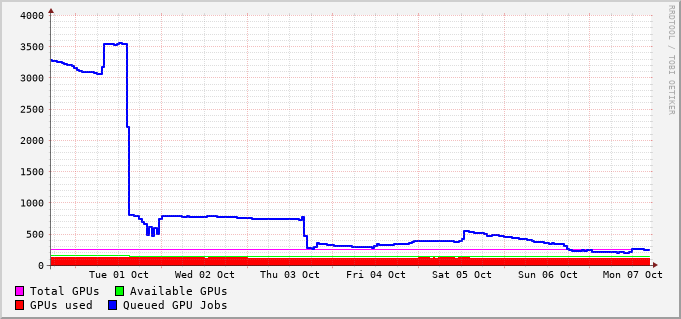 4000
3500
3000
2500
2000
1500
1000
500
0
Tue 01 Oct Wed 02 Oct Thu 03 Oct Fri 04 Oct Sat 05 Oct Sun 06 Oct Mon 07 Oct
Total GPUs Available GPUs
GPUs used Queued GPU Jobs
RRDTOOL / TOBI OETIKER